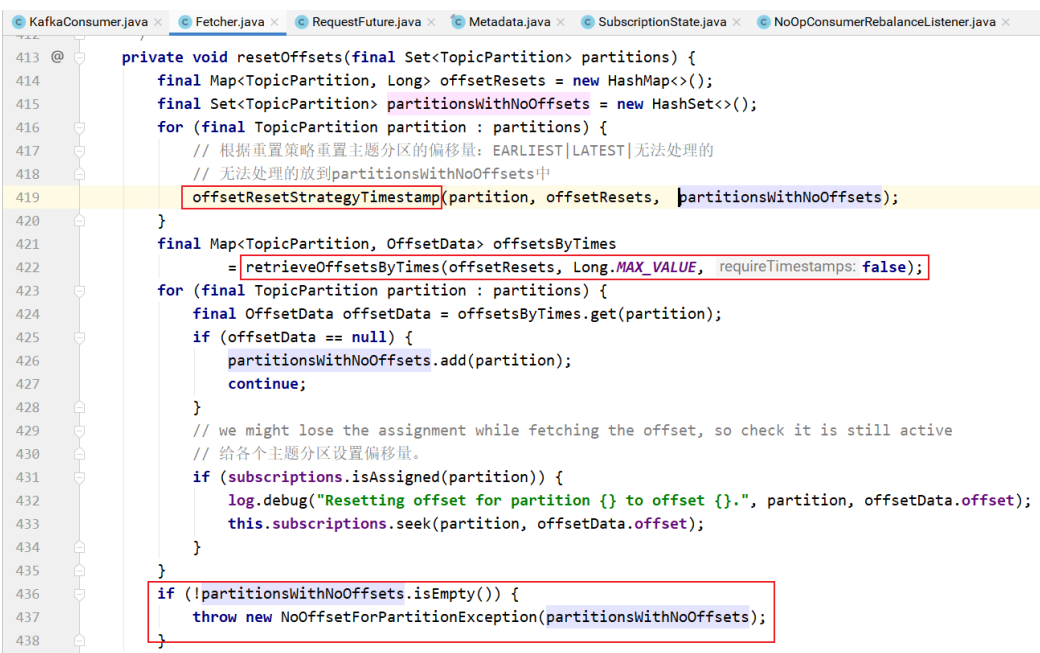 KafkaConsumer.java × Fetcher.java × RequestFuture.java × Metadata.java × SubscriptionState.java × NoOpConsumerRebalanceListener.java ×
412 */
413 @ private void resetOffsets(final Set<TopicPartition> partitions) {
414 final Map<TopicPartition, Long> offsetResets = new HashMap<>();
415 final Set<TopicPartition> partitionsWithNoOffsets = new HashSet<>();
416 for (final TopicPartition partition : partitions) {
417 // 根据重置策略重置主题分区的偏移量：EARLIEST|LATEST|无法处理的
418 // 无法处理的放到partitionsWithNoOffsets中
419 offsetResetStrategyTimestamp(partition, offsetResets, partitionsWithNoOffsets);
420 }
421 final Map<TopicPartition, OffsetData> offsetsByTimes
422 = retrieveOffsetsByTimes(offsetResets, Long.MAX_VALUE, requireTimestamps: false);
423 for (final TopicPartition partition : partitions) {
424 final OffsetData offsetData = offsetsByTimes.get(partition);
425 if (offsetData == null) {
426 partitionsWithNoOffsets.add(partition);
427 continue;
428 }
429 // we might lose the assignment while fetching the offset, so check it is still active
430 // 给各个主题分区设置偏移量。
431 if (subscriptions.isAssigned(partition)) {
432 log.debug("Resetting offset for partition {} to offset {}.", partition, offsetData.offset);
433 this.subscriptions.seek(partition, offsetData.offset);
434 }
435 }
436 if (!partitionsWithNoOffsets.isEmpty()) {
437 throw new NoOffsetForPartitionException(partitionsWithNoOffsets);
438 }